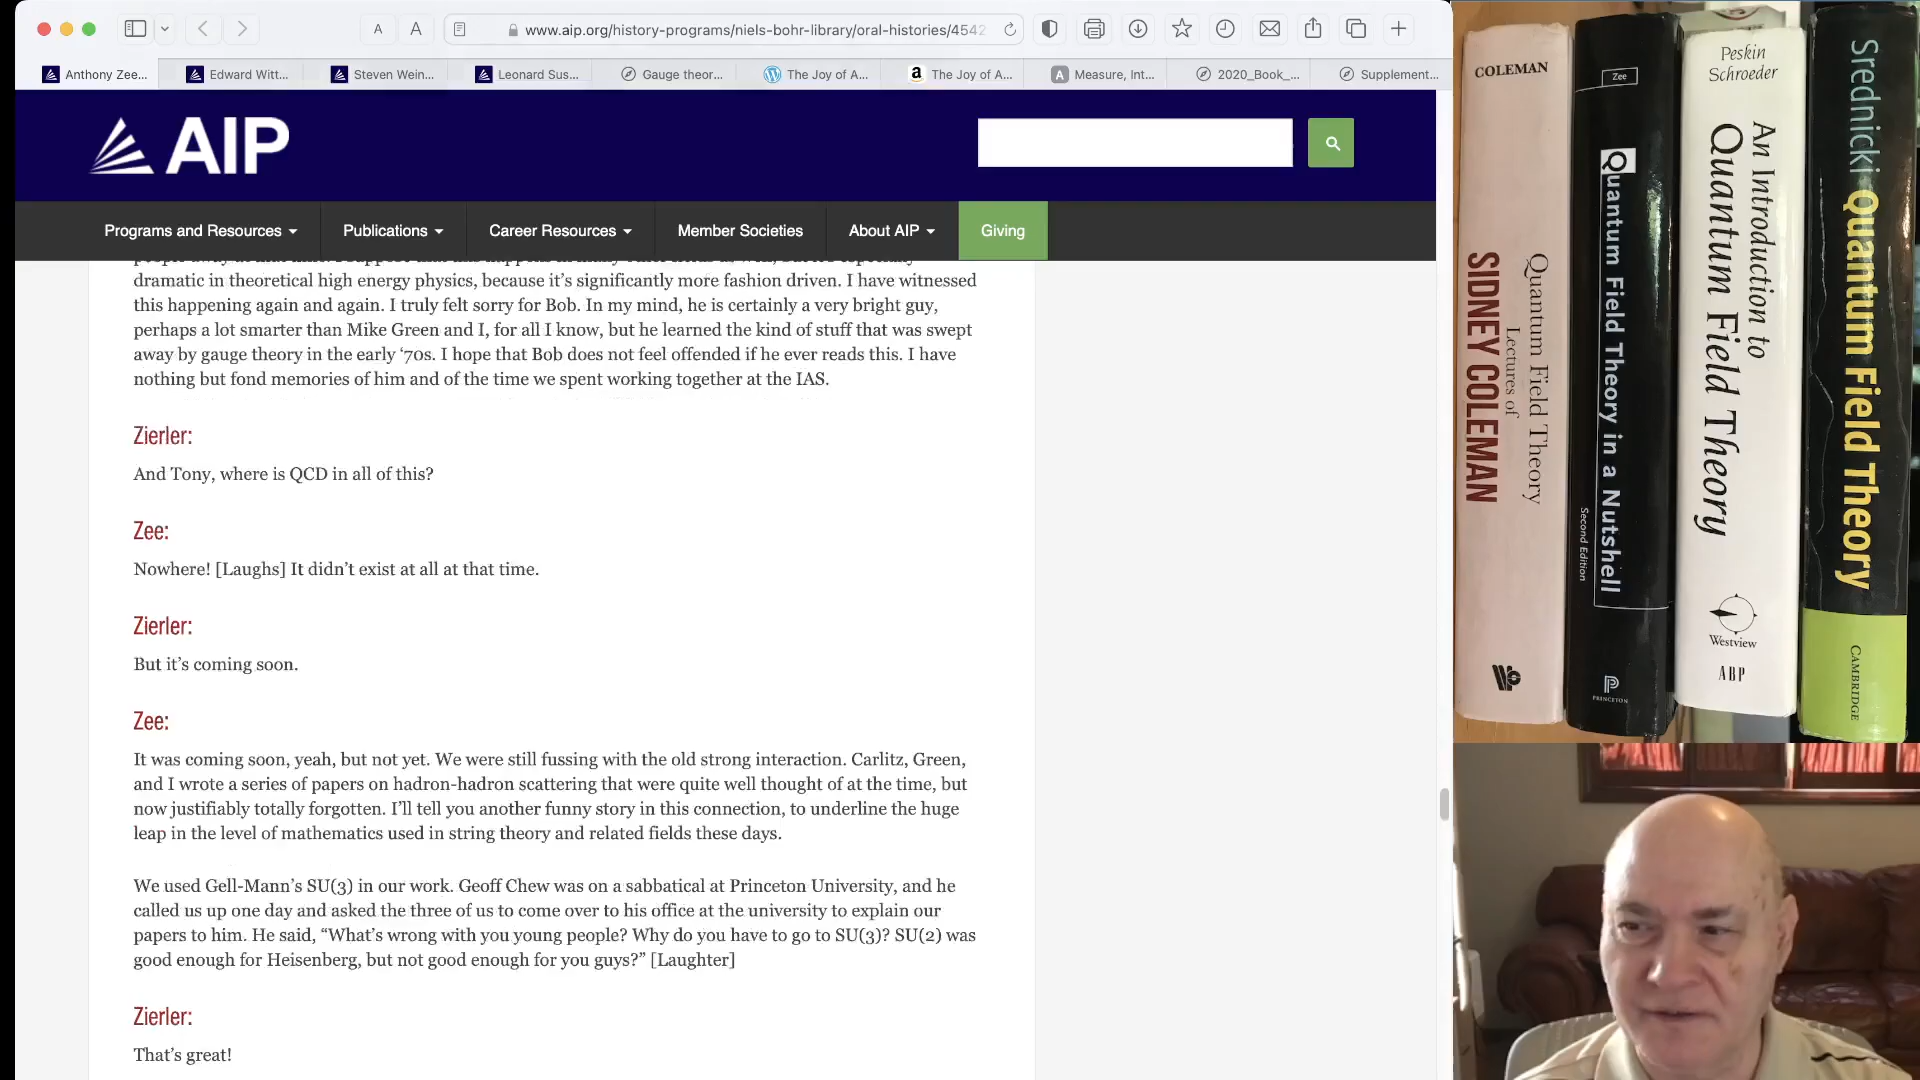 A
A
www.aip.org/history-programs/niels-bohr-library/oral-histories/4542
Anthony Zee...
Edward Witt...
Steven Wein...
Leonard Sus...
Gauge theor...
The Joy of A...
The Joy of A...
Measure, Int...
2020_Book_...
Supplement...
AIP
Programs and Resources
Publications
Career Resources
Member Societies
About AIP
Giving
dramatic in theoretical high energy physics, because it's significantly more fashion driven. I have witnessed
this happening again and again. I truly felt sorry for Bob. In my mind, he is certainly a very bright guy,
perhaps a lot smarter than Mike Green and I, for all I know, but he learned the kind of stuff that was swept
away by gauge theory in the early ‘70s. I hope that Bob does not feel offended if he ever reads this. I have
nothing but fond memories of him and of the time we spent working together at the IAS.
Zierler:
And Tony, where is QCD in all of this?
Zee:
Nowhere! [Laughs] It didn’t exist at all at that time.
Zierler:
But it’s coming soon.
Zee:
It was coming soon, yeah, but not yet. We were still fussing with the old strong interaction. Carlitz, Green,
and I wrote a series of papers on hadron-hadron scattering that were quite well thought of at the time, but
now justifiably totally forgotten. I’ll tell you another funny story in this connection, to underline the huge
leap in the level of mathematics used in string theory and related fields these days.
We used Gell-Mann’s SU(3) in our work. Geoff Chew was on a sabbatical at Princeton University, and he
called us up one day and asked the three of us to come over to his office at the university to explain our
papers to him. He said, “What’s wrong with you young people? Why do you have to go to SU(3)? SU(2) was
good enough for Heisenberg, but not good enough for you guys?” [Laughter]
Zierler:
That’s great!
COLEMAN
Quantum Field Theory
Lectures of
SIDNEY COLEMAN
Zee
Quantum Field Theory in a Nutshell
Second Edition
PRINCETON
Peskin
Schroeder
An Introduction to
Quantum Field Theory
Westview
ABP
Srednicki Quantum Field Theory
CAMBRIDGE